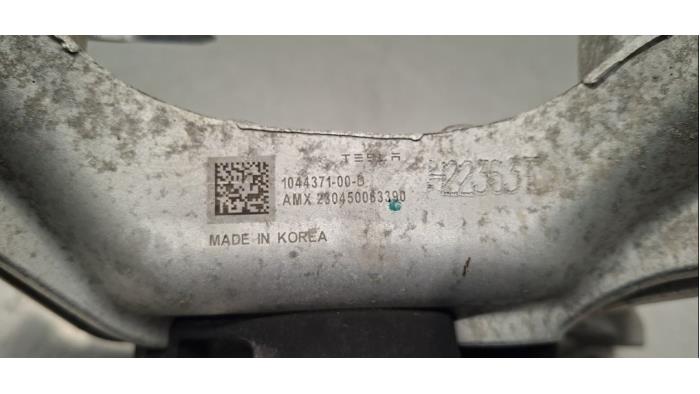 TESLA
1044371-00-D
AMX 230450063390
MADE IN KOREA